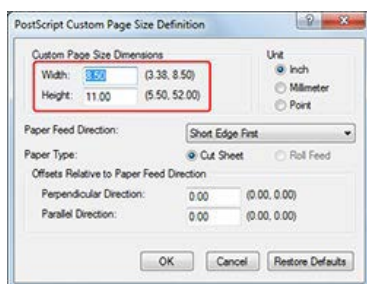 PostScript Custom Page Size Definition
Custom Page Size Dimensions Unit
Width: 8.50 (3.38, 8.50) Inch
Height: 11.00 (5.50, 52.00) Millimeter
Point
Paper Feed Direction: Short Edge First
Paper Type: Cut Sheet Roll Feed
Offsets Relative to Paper Feed Direction
Perpendicular Direction: 0.00 (0.00, 0.00)
Parallel Direction: 0.00 (0.00, 0.00)
OK Cancel Restore Defaults